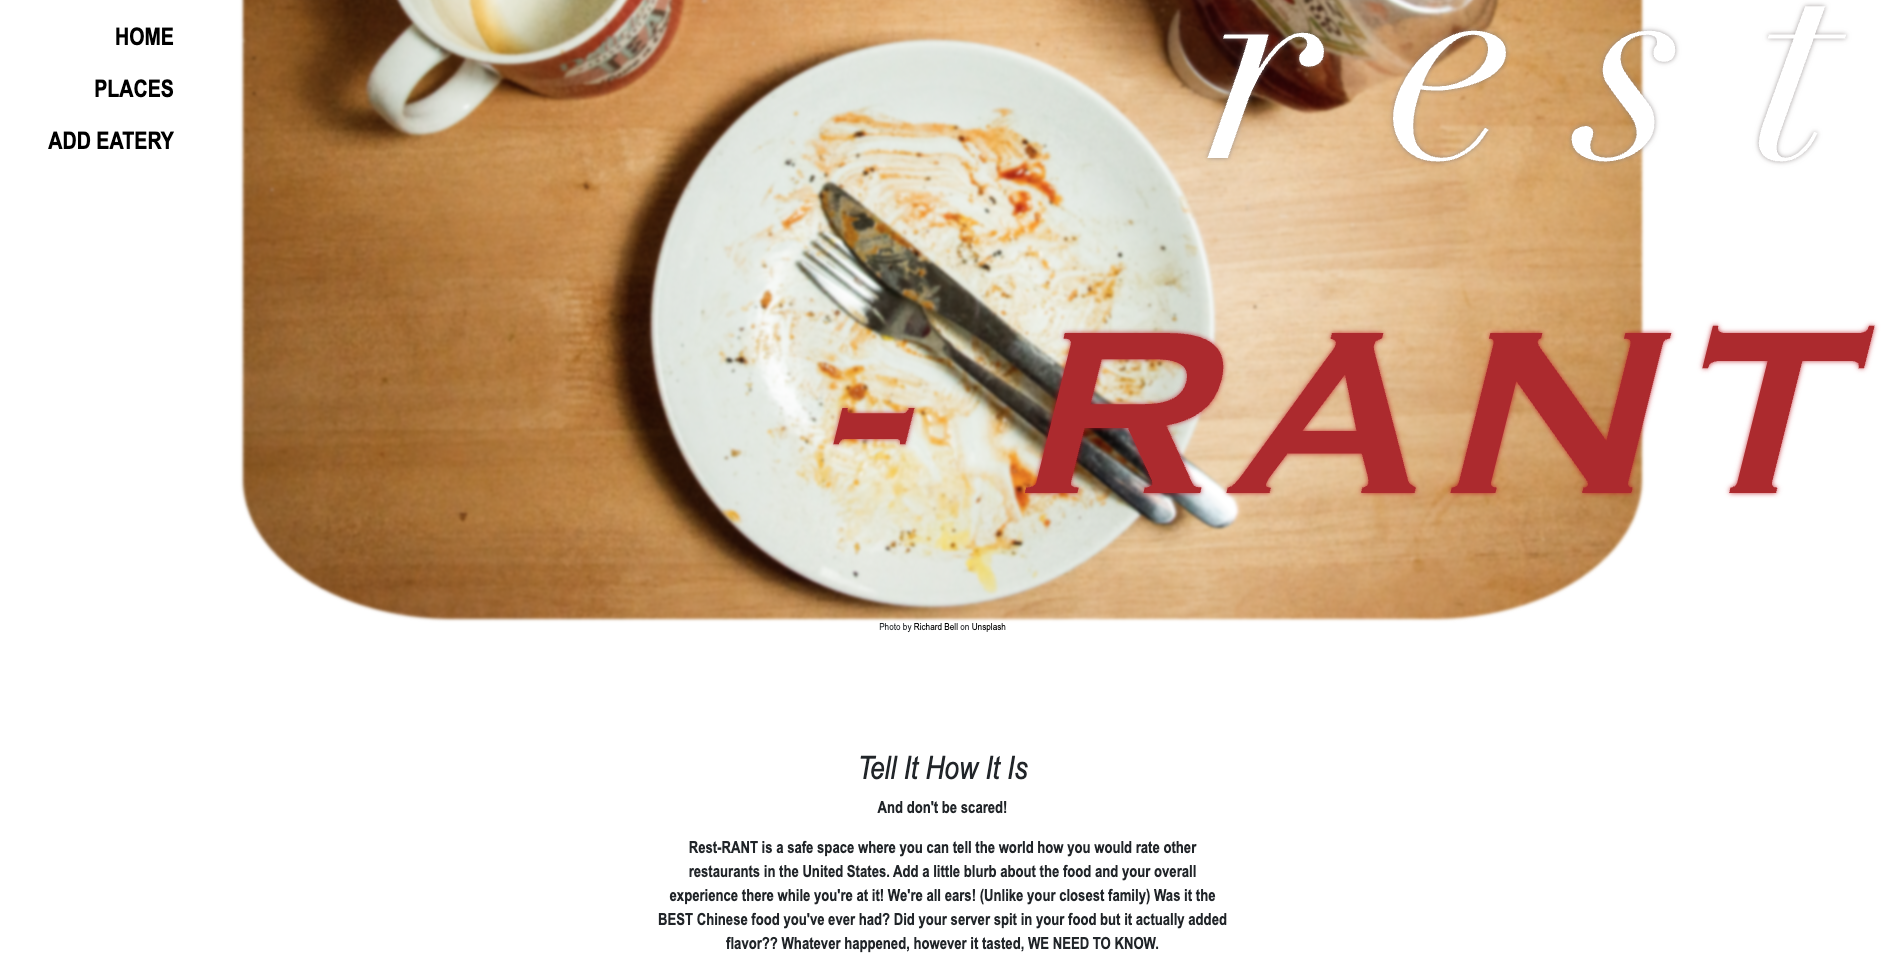 HOME
PLACES
ADD EATERY
rest
- RANT
Photo by Richard Bell on Unsplash
Tell It How It Is
And don't be scared!
Rest-RANT is a safe space where you can tell the world how you would rate other
restaurants in the United States. Add a little blurb about the food and your overall
experience there while you're at it! We're all ears! (Unlike your closest family) Was it the
BEST Chinese food you've ever had? Did your server spit in your food but it actually added
flavor?? Whatever happened, however it tasted, WE NEED TO KNOW.